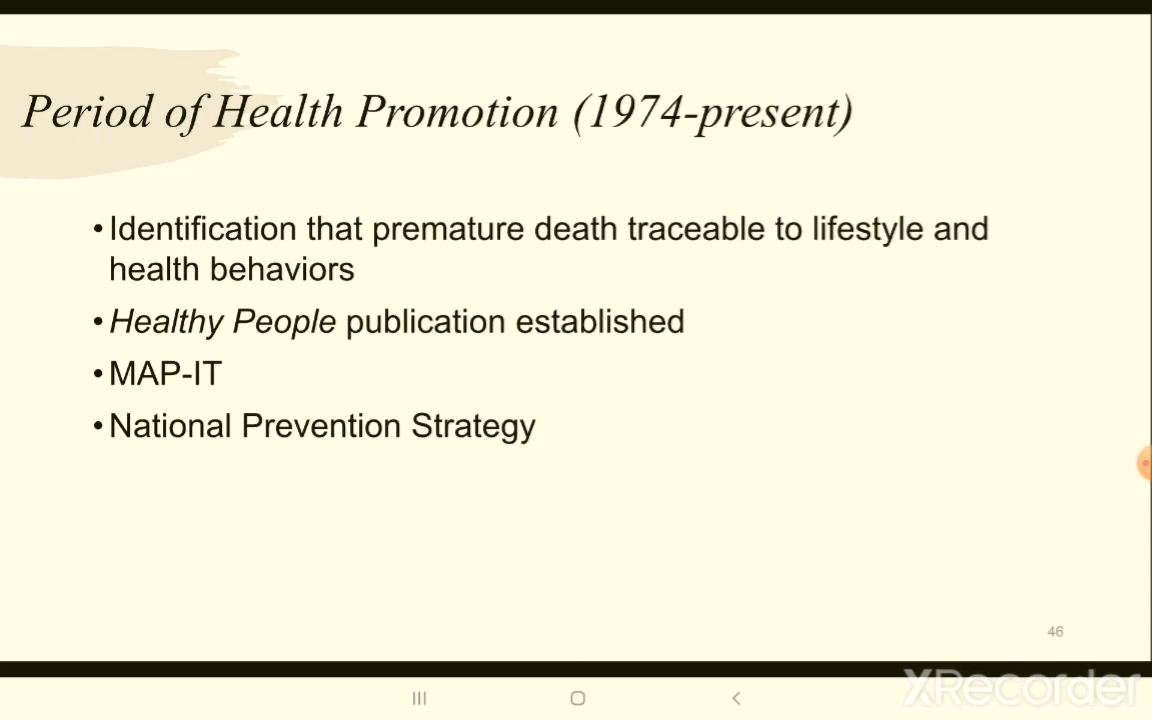 Period of Health Promotion (1974-present)
•Identification that premature death traceable to lifestyle and
health behaviors
•Healthy People publication established
•MAP-IT
•National Prevention Strategy
46
XRecorder